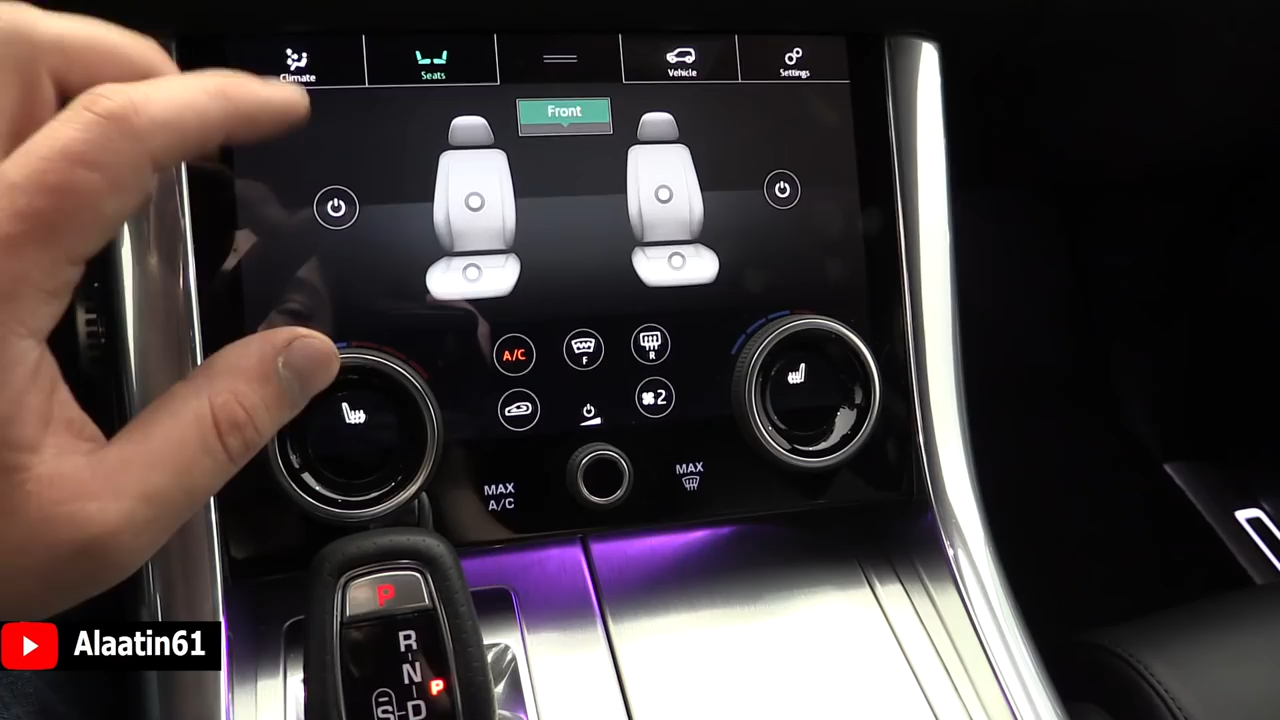 Climate
Seats
Vehicle
Settings
Front
A/C
F
R
2
MAX
A/C
MAX
P
R
N
P
S
D
Alaatin61